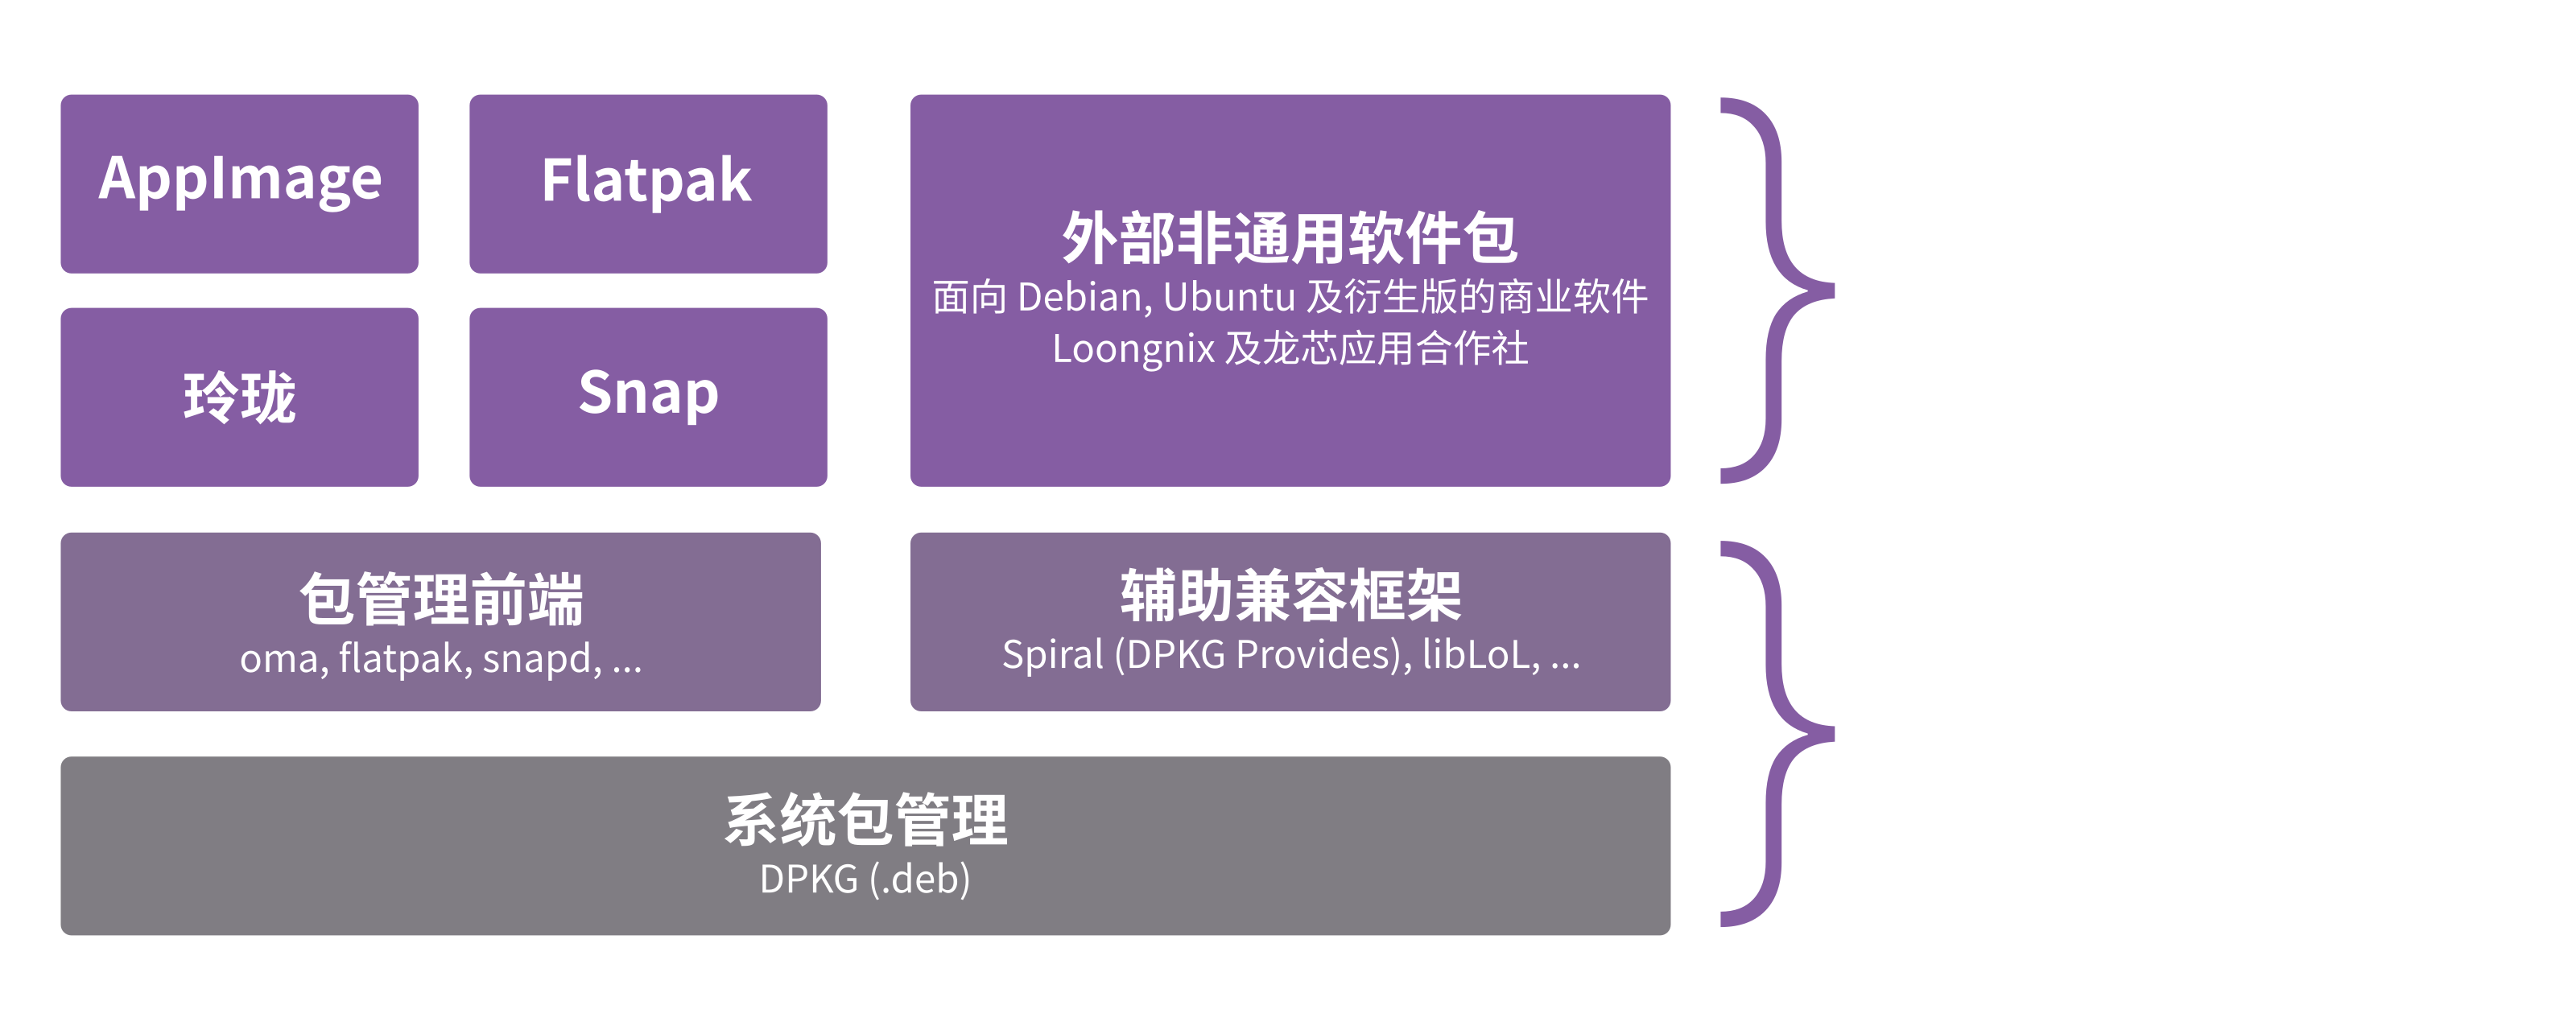 AppImage
Flatpak
玲珑
Snap
外部非通用软件包
面向 Debian, Ubuntu 及衍生版的商业软件
Loongnix 及龙芯应用合作社
包管理前端
oma, flatpak, snapd, ...
辅助兼容框架
Spiral (DPKG Provides), libLoL, ...
系统包管理
DPKG (.deb)